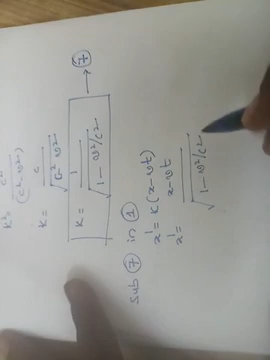 k² = c² / (c²-v²)
k = c / √c² v²
k = 1 / √1-v²/c² → ⑦
Sub ⑦ in ①
x¹ = k(x-vt)
x¹ = x-vt / √1-v²/c²